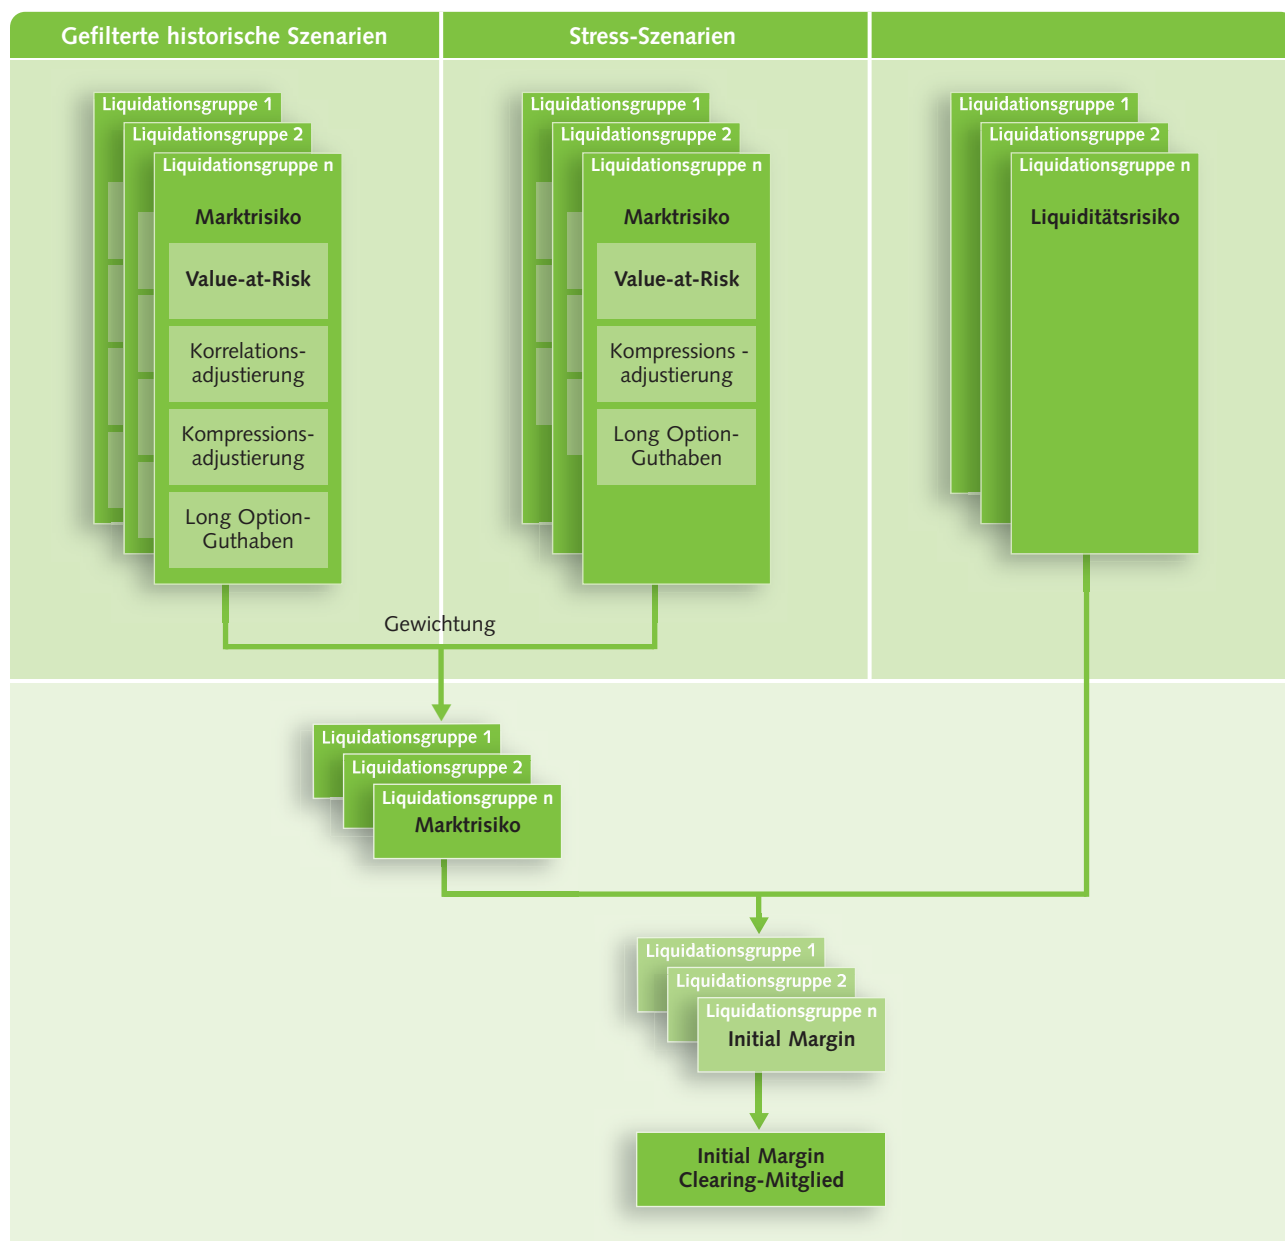 Gefilterte historische Szenarien
Stress-Szenarien
Liquidationsgruppe 1
Liquidationsgruppe 2
Liquidationsgruppe n
Marktrisiko
Value-at-Risk
Korrelations-
adjustierung
Kompressions-
adjustierung
Long Option-
Guthaben
Liquidationsgruppe 1
Liquidationsgruppe 2
Liquidationsgruppe n
Marktrisiko
Value-at-Risk
Kompressions -
adjustierung
Long Option-
Guthaben
Liquidationsgruppe 1
Liquidationsgruppe 2
Liquidationsgruppe n
Liquiditätsrisiko
Gewichtung
Liquidationsgruppe 1
Liquidationsgruppe 2
Liquidationsgruppe n
Marktrisiko
Liquidationsgruppe 1
Liquidationsgruppe 2
Liquidationsgruppe n
Initial Margin
Initial Margin
Clearing-Mitglied